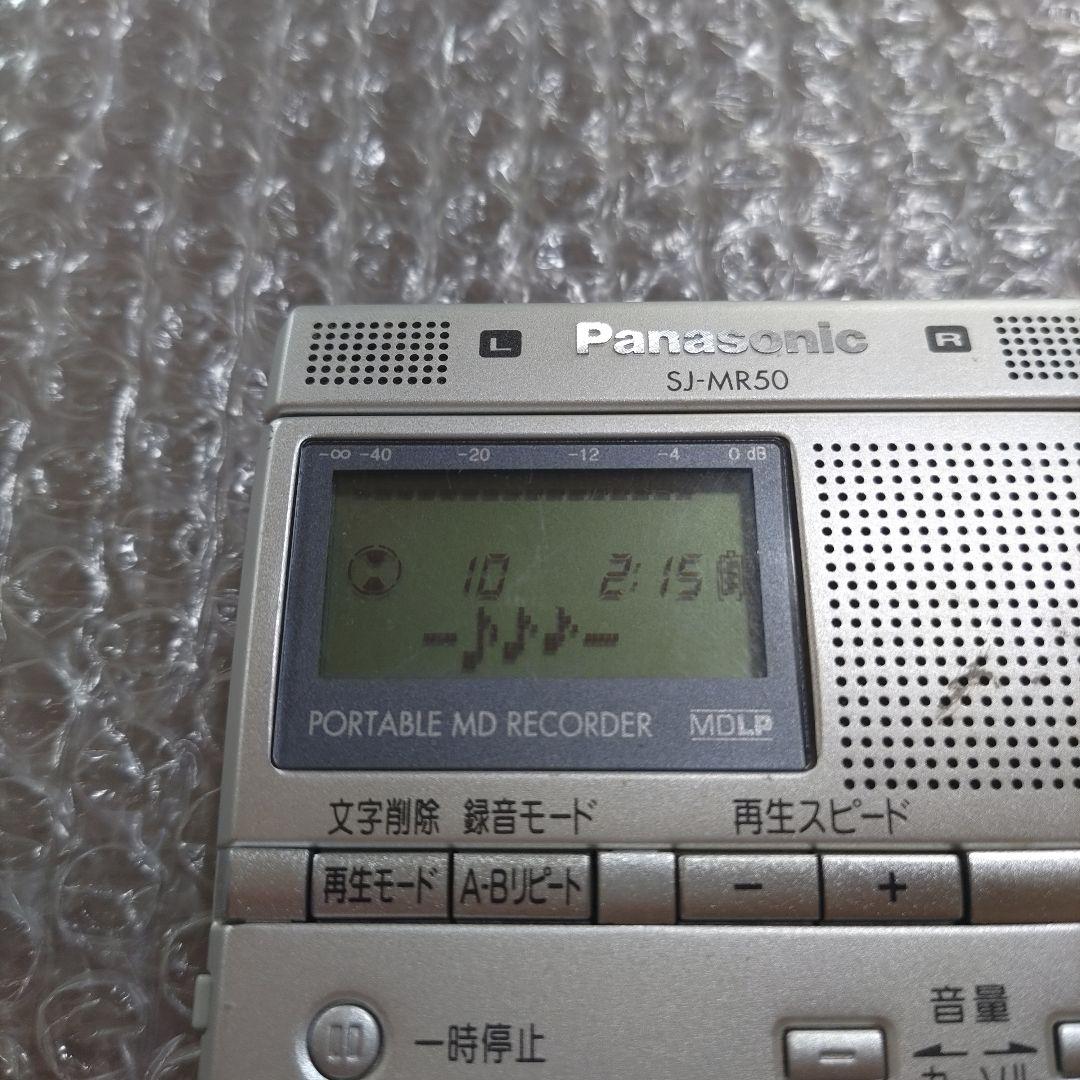 L Panasonic R
SJ-MR50
-∞ -40 -20 -12 -4 0 dB
10 2:15
-♪♪♪-
PORTABLE MD RECORDER MDLP
文字削除 録音モード 再生スピード
再生モード A-Bリピート - +
一時停止
音量
-